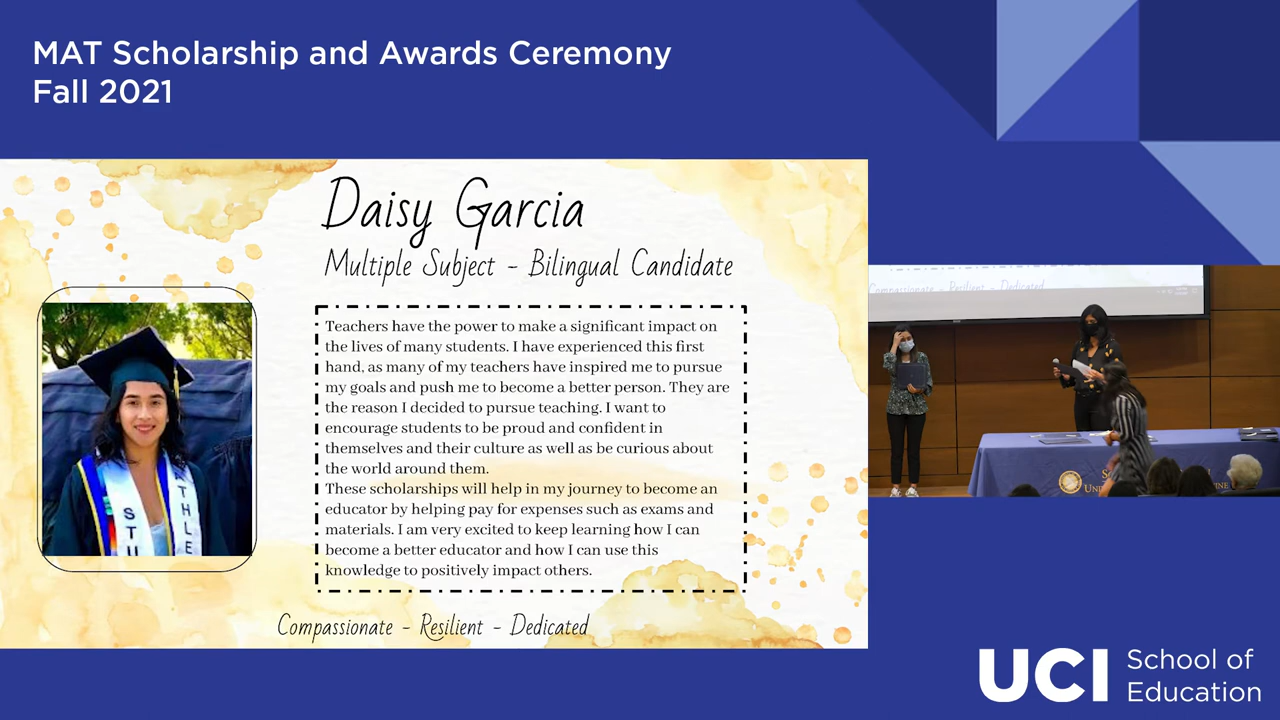 MAT Scholarship and Awards Ceremony
Fall 2021
Daisy Garcia
Multiple Subject - Bilingual Candidate
Teachers have the power to make a significant impact on
the lives of many students. I have experienced this first
hand, as many of my teachers have inspired me to pursue
my goals and push me to become a better person. They are
the reason I decided to pursue teaching. I want to
encourage students to be proud and confident in
themselves and their culture as well as be curious about
the world around them.
These scholarships will help in my journey to become an
educator by helping pay for expenses such as exams and
materials. I am very excited to keep learning how I can
become a better educator and how I can use this
knowledge to positively impact others.
Compassionate - Resilient - Dedicated
STU
THLE
Compassionate - Resilient - Dedicated
UCI School of
Education